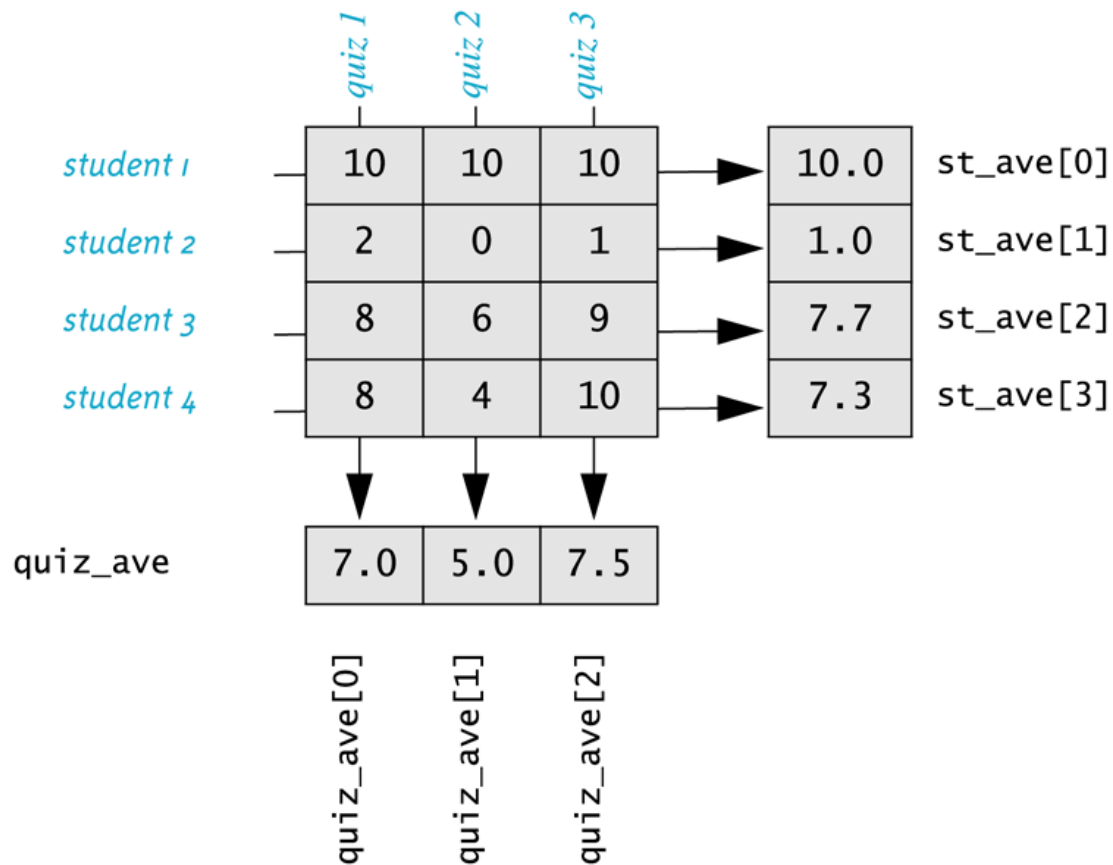 quiz 1 quiz 2 quiz 3
student 1 10 10 10 10.0 st_ave[0]
student 2 2 0 1 1.0 st_ave[1]
student 3 8 6 9 7.7 st_ave[2]
student 4 8 4 10 7.3 st_ave[3]
quiz_ave 7.0 5.0 7.5
quiz_ave[0] quiz_ave[1] quiz_ave[2]